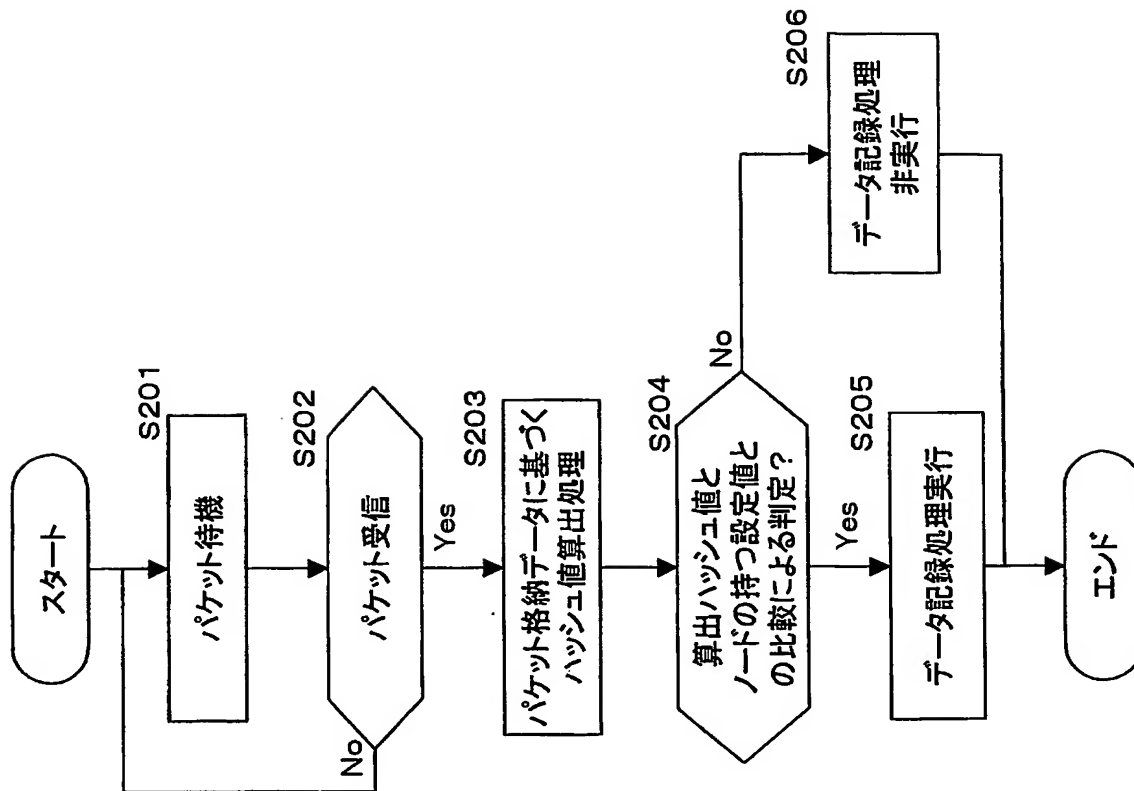 スタート
S201
パケット待機
S202
パケット受信
No
Yes
S203
パケット格納データに基づく
ハッシュ値算出処理
S204
算出ハッシュ値と
ノードの持つ設定値と
の比較による判定?
No
Yes
S205
データ記録処理実行
S206
データ記録処理
非実行
エンド